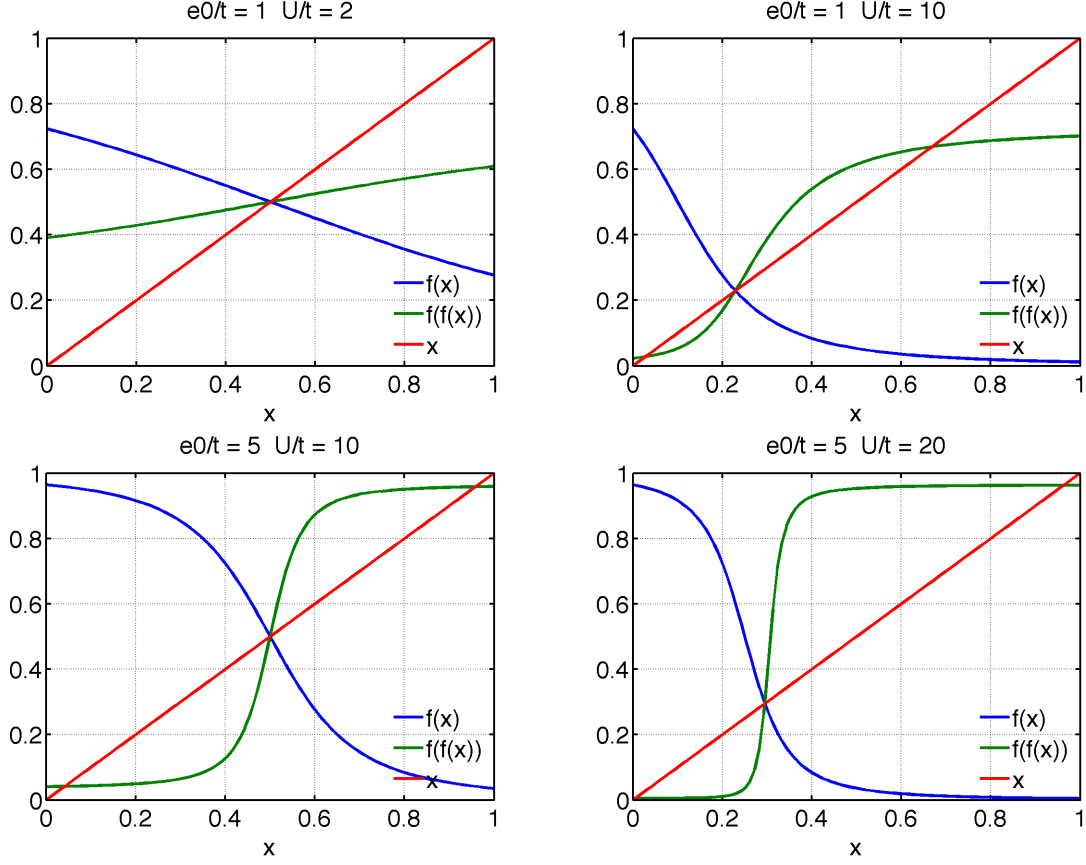 e0/t = 1 U/t = 2
1
0.8
0.6
0.4
0.2
0
0 0.2 0.4 0.6 0.8 1
x
f(x)
f(f(x))
x
e0/t = 1 U/t = 10
1
0.8
0.6
0.4
0.2
0
0 0.2 0.4 0.6 0.8 1
x
f(x)
f(f(x))
x
e0/t = 5 U/t = 10
1
0.8
0.6
0.4
0.2
0
0 0.2 0.4 0.6 0.8 1
x
f(x)
f(f(x))
x
e0/t = 5 U/t = 20
1
0.8
0.6
0.4
0.2
0
0 0.2 0.4 0.6 0.8 1
x
f(x)
f(f(x))
x